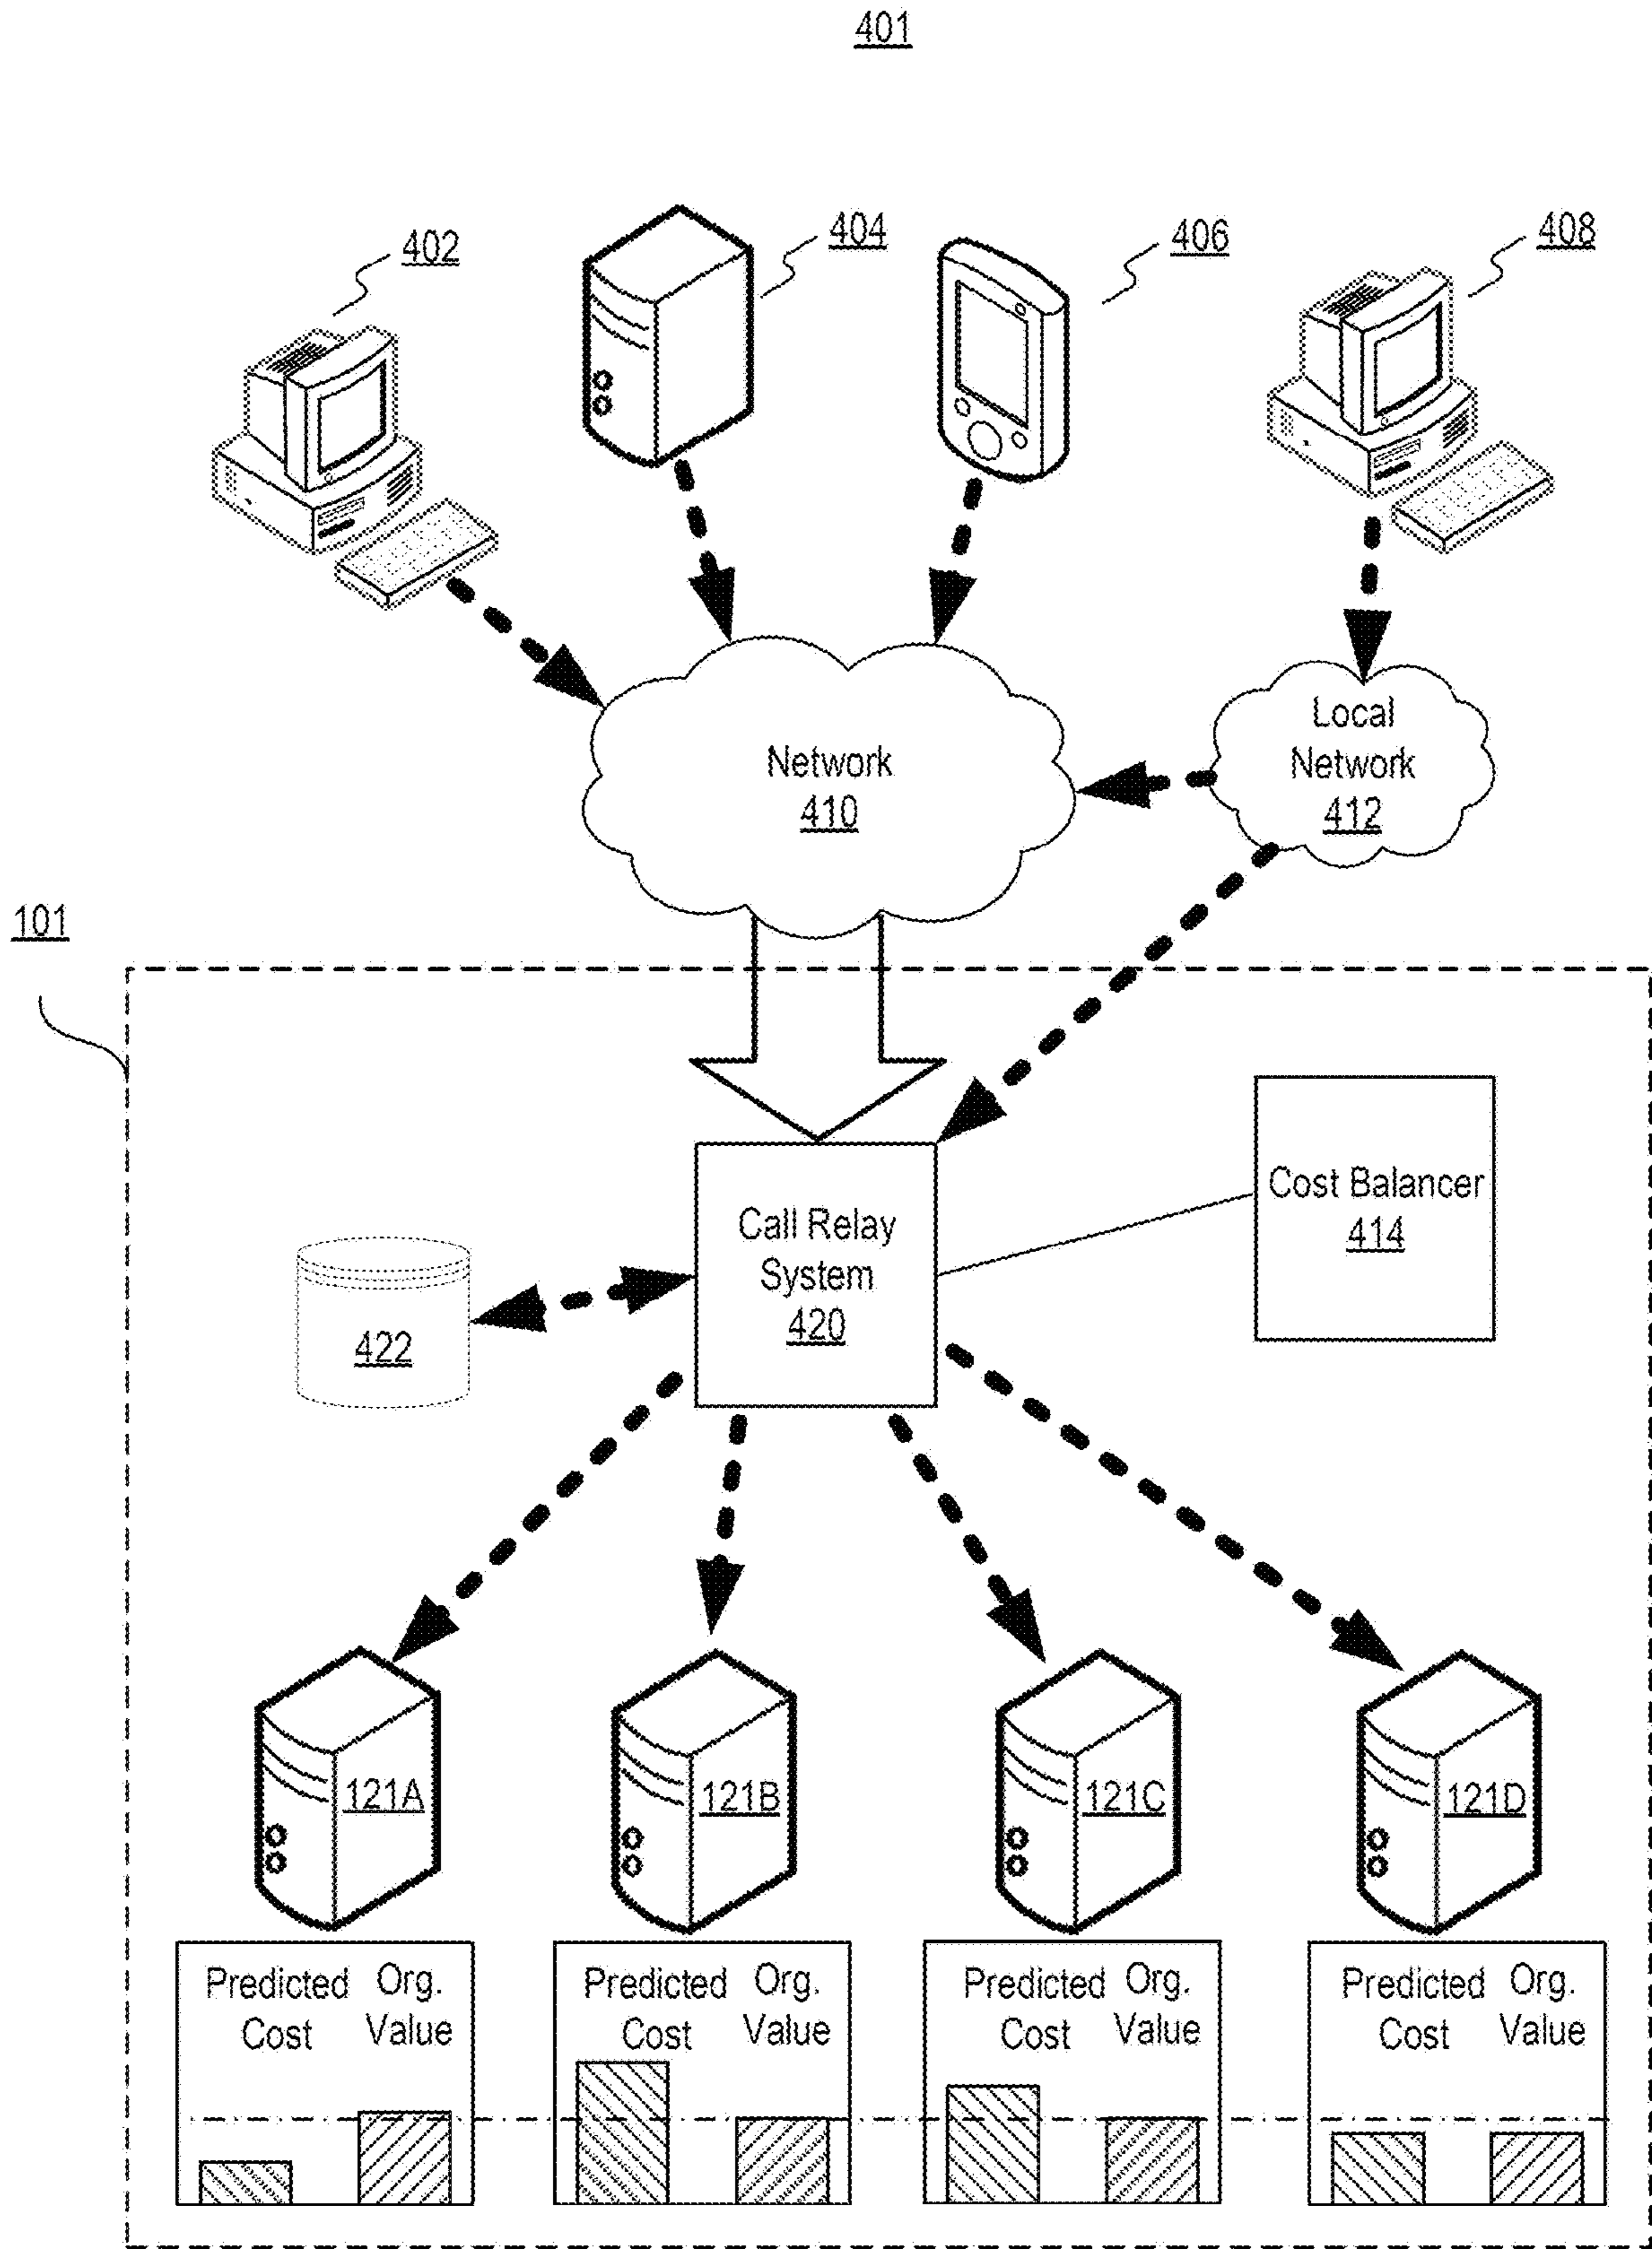 401
402
404
406
408
Network
410
Local
Network
412
101
Call Relay
System
420
Cost Balancer
414
422
121A
121B
121C
121D
Predicted
Cost
Org.
Value
Predicted
Cost
Org.
Value
Predicted
Cost
Org.
Value
Predicted
Cost
Org.
Value